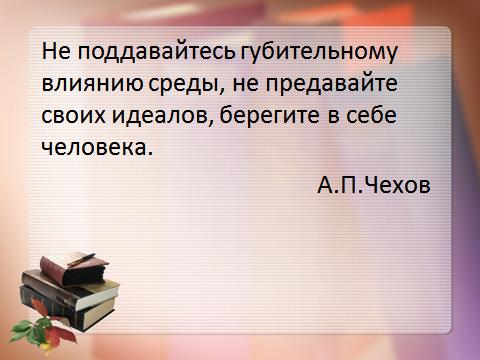 Не поддавайтесь губительному
влиянию среды, не предавайте
своих идеалов, берегите в себе
человека.
А.П.Чехов